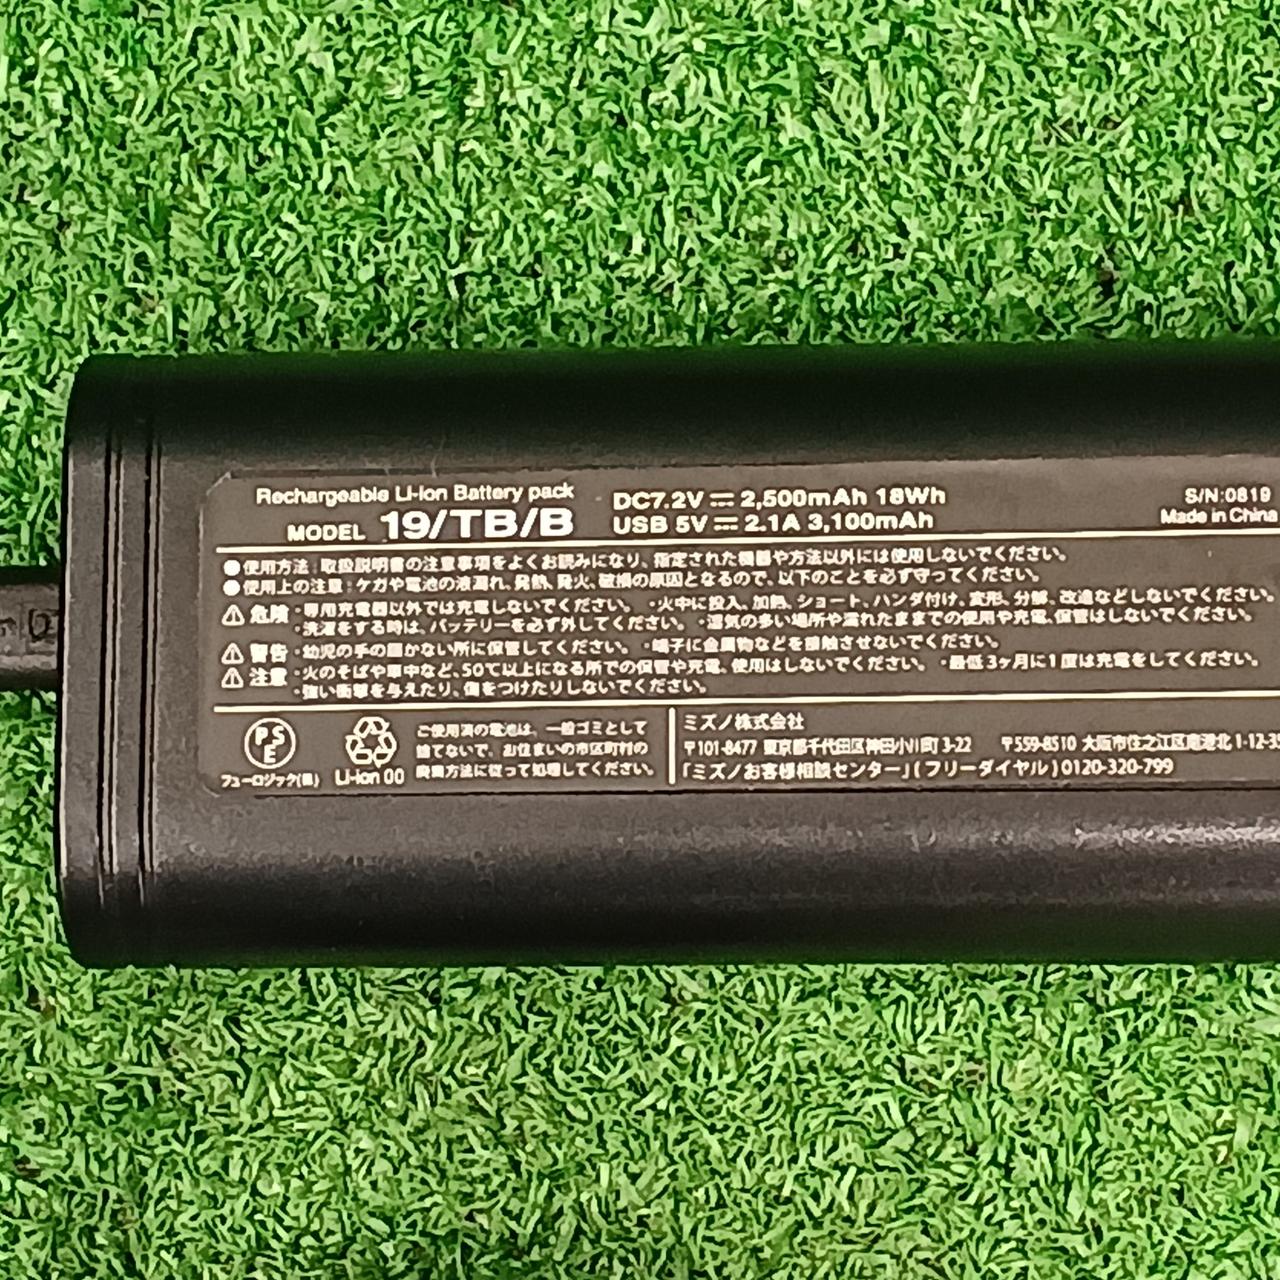 Rechargeable Li-ion Battery pack
MODEL 19/TB/B
DC7.2V ⎓ 2,500mAh 18Wh
USB 5V ⎓ 2.1A 3,100mAh
S/N:0819
Made in China
●使用方法:取扱説明書の注意事項をよくお読みになり、指定された機器や方法以外には使用しないでください。
●使用上の注意:ケガや電池の液漏れ、発熱、発火、破損の原因となるので、以下のことを必ず守ってください。
⚠危険・専用充電器以外では充電しないでください。 ・火中に投入、加熱、ショート、ハンダ付け、変形、分解、改造などしないでください。
・洗濯をする時は、バッテリーを必ず外してください。 ・湿気の多い場所や濡れたままでの使用や充電、保管はしないでください。
⚠警告・幼児の手の届かない所に保管してください。 ・端子に金属物などを接触させないでください。
⚠注意・火のそばや車中など、50℃以上になる所での保管や充電、使用はしないでください。 ・最低3ヶ月に1度は充電をしてください。
・強い衝撃を与えたり、傷をつけたりしないでください。
PSE
フューロジック(株)
Li-ion 00
ご使用済の電池は、一般ゴミとして
捨てないで、お住まいの市区町村の
廃棄方法に従って処理してください。
ミズノ株式会社
〒101-8477 東京都千代田区神田小川町3-22 〒559-8510 大阪市住之江区南港北1-12-35
「ミズノお客様相談センター」(フリーダイヤル)0120-320-799